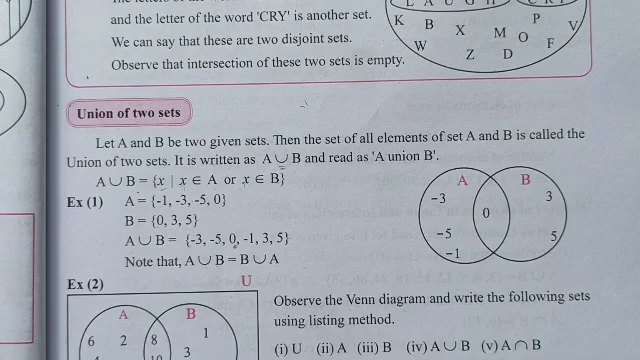 and the letter of the word 'CRY' is another set.
We can say that these are two disjoint sets.
Observe that intersection of these two sets is empty.
K B X M O P V
W Z D F
Union of two sets
Let A and B be two given sets. Then the set of all elements of set A and B is called the
Union of two sets. It is written as A ∪ B and read as 'A union B'.
A ∪ B = {x | x ∈ A or x ∈ B}
Ex (1) A = {-1, -3, -5, 0}
B = {0, 3, 5}
A ∪ B = {-3, -5, 0, -1, 3, 5}
Note that, A ∪ B = B ∪ A
A B
-3 3
0
-5 5
-1
Ex (2) U
A B
6 2 8 1
10 3
Observe the Venn diagram and write the following sets
using listing method.
(i) U (ii) A (iii) B (iv) A ∪ B (v) A ∩ B